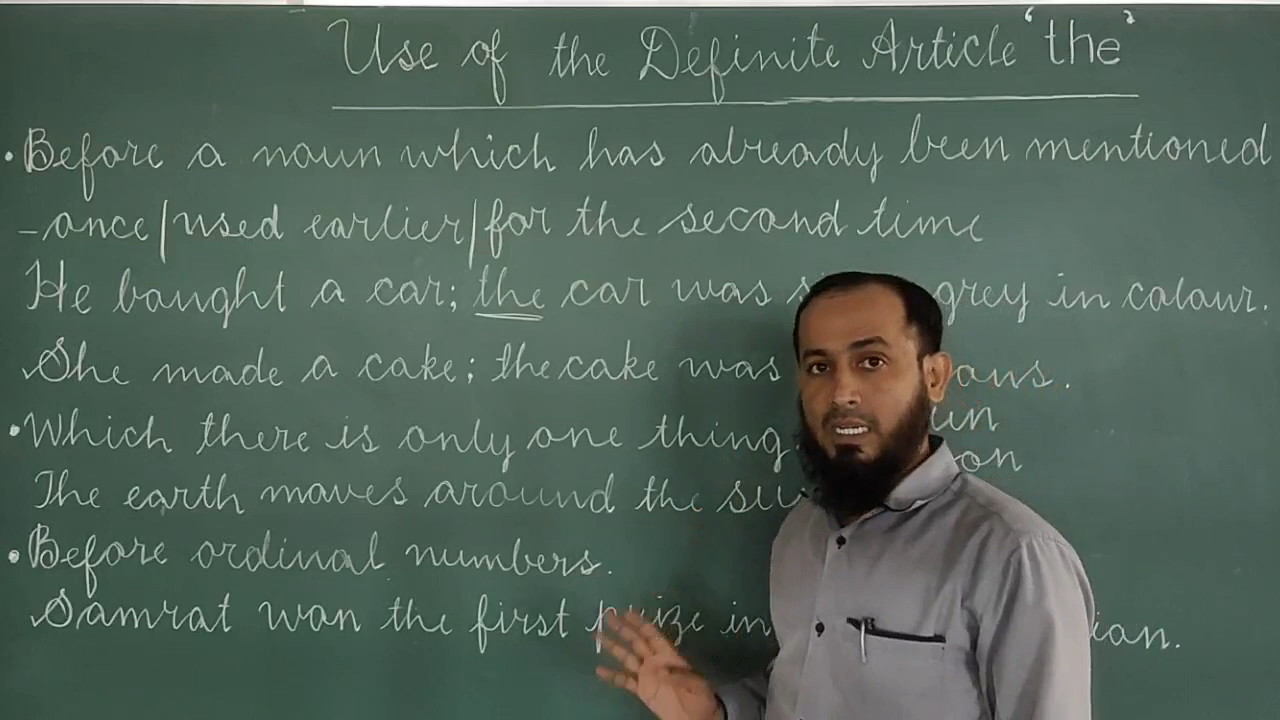 Use of the Definite Article 'the'
• Before a noun which has already been mentioned
- once/used earlier/for the second time
He bought a car; the car was grey in colour.
She made a cake; the cake was
• Which there is only one thing.
The earth moves around the
• Before ordinal numbers.
Samrat won the first prize in